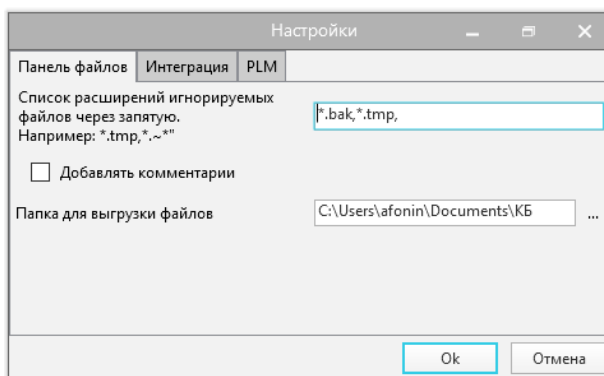 Настройки
Панель файлов Интеграция PLM
Список расширений игнорируемых
файлов через запятую.
Например: *.tmp,*.~*"
*.bak,*.tmp,
Добавлять комментарии
Папка для выгрузки файлов C:\Users\afonin\Documents\КБ ...
Ok Отмена